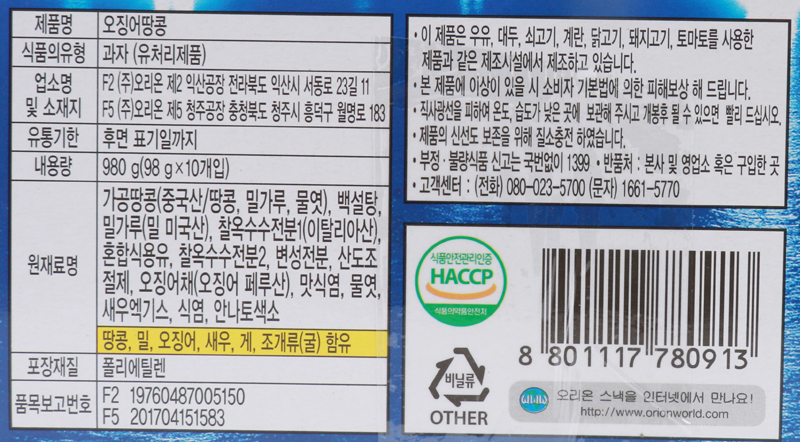 제품명 오징어땅콩
식품의유형 과자 (유처리제품)
업소명 및 소재지 F2 (주)오리온 제2 익산공장 전라북도 익산시 서동로 23길 11
F5 (주)오리온 제5 청주공장 충청북도 청주시 흥덕구 월명로 183
유통기한 후면 표기일까지
내용량 980 g(98 g×10개입)
원재료명 가공땅콩(중국산/땅콩, 밀가루, 물엿), 백설탕,
밀가루(밀 미국산), 찰옥수수전분1(이탈리아산),
혼합식용유, 찰옥수수전분2, 변성전분, 산도조
절제, 오징어채(오징어 페루산), 맛식염, 물엿,
새우엑기스, 식염, 안나토색소
땅콩, 밀, 오징어, 새우, 게, 조개류(굴) 함유
포장재질 폴리에틸렌
품목보고번호 F2 19760487005150
F5 201704151583
• 이 제품은 우유, 대두, 쇠고기, 계란, 닭고기, 돼지고기, 토마토를 사용한
제품과 같은 제조시설에서 제조하고 있습니다.
• 본 제품에 이상이 있을 시 소비자 기본법에 의한 피해보상 해 드립니다.
• 직사광선을 피하여 온도, 습도가 낮은 곳에 보관해 주시고 개봉후 될 수 있으면 빨리 드십시오.
• 제품의 신선도 보존을 위해 질소충전 하였습니다.
• 부정·불량식품 신고는 국번없이 1399 • 반품처 : 본사 및 영업소 혹은 구입한 곳
• 고객센터 : (전화) 080-023-5700 (문자) 1661-5770
식품안전관리인증
HACCP
식품의약품안전처
8 801117 780913
비닐류
OTHER
오리온 스낵을 인터넷에서 만나요!
http://www.orionworld.com